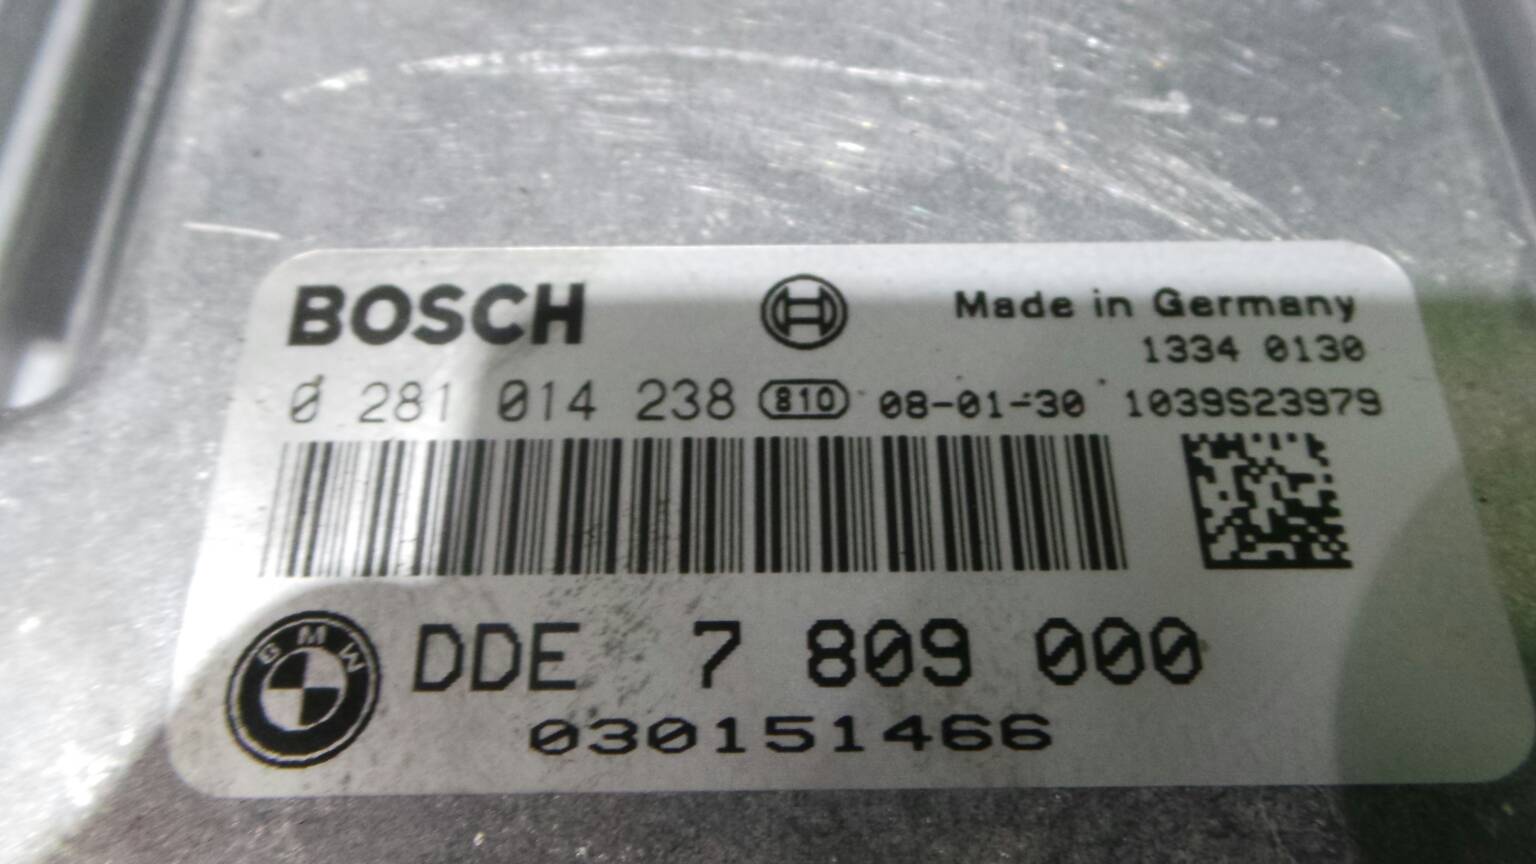 BOSCH
Made in Germany
1334 0130
0 281 014 238 810 08-01-30 1039S23979
BMW
DDE 7 809 000
030151466